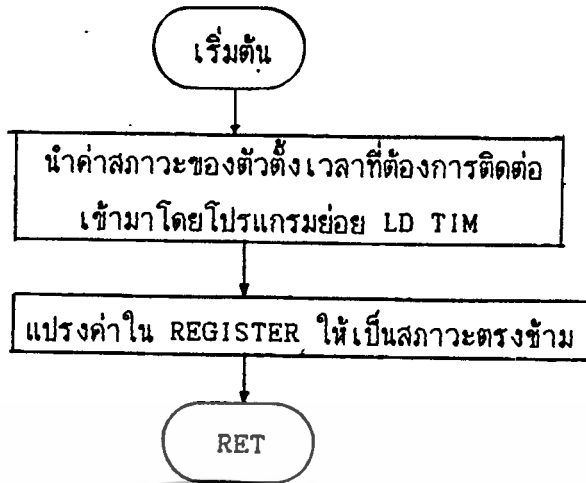 เริ่มต้น
นำค่าสภาวะของตัวตั้งเวลาที่ต้องการติดต่อ
เข้ามาโดยโปรแกรมย่อย LD TIM
แปรงค่าใน REGISTER ให้เป็นสภาวะตรงข้าม
RET